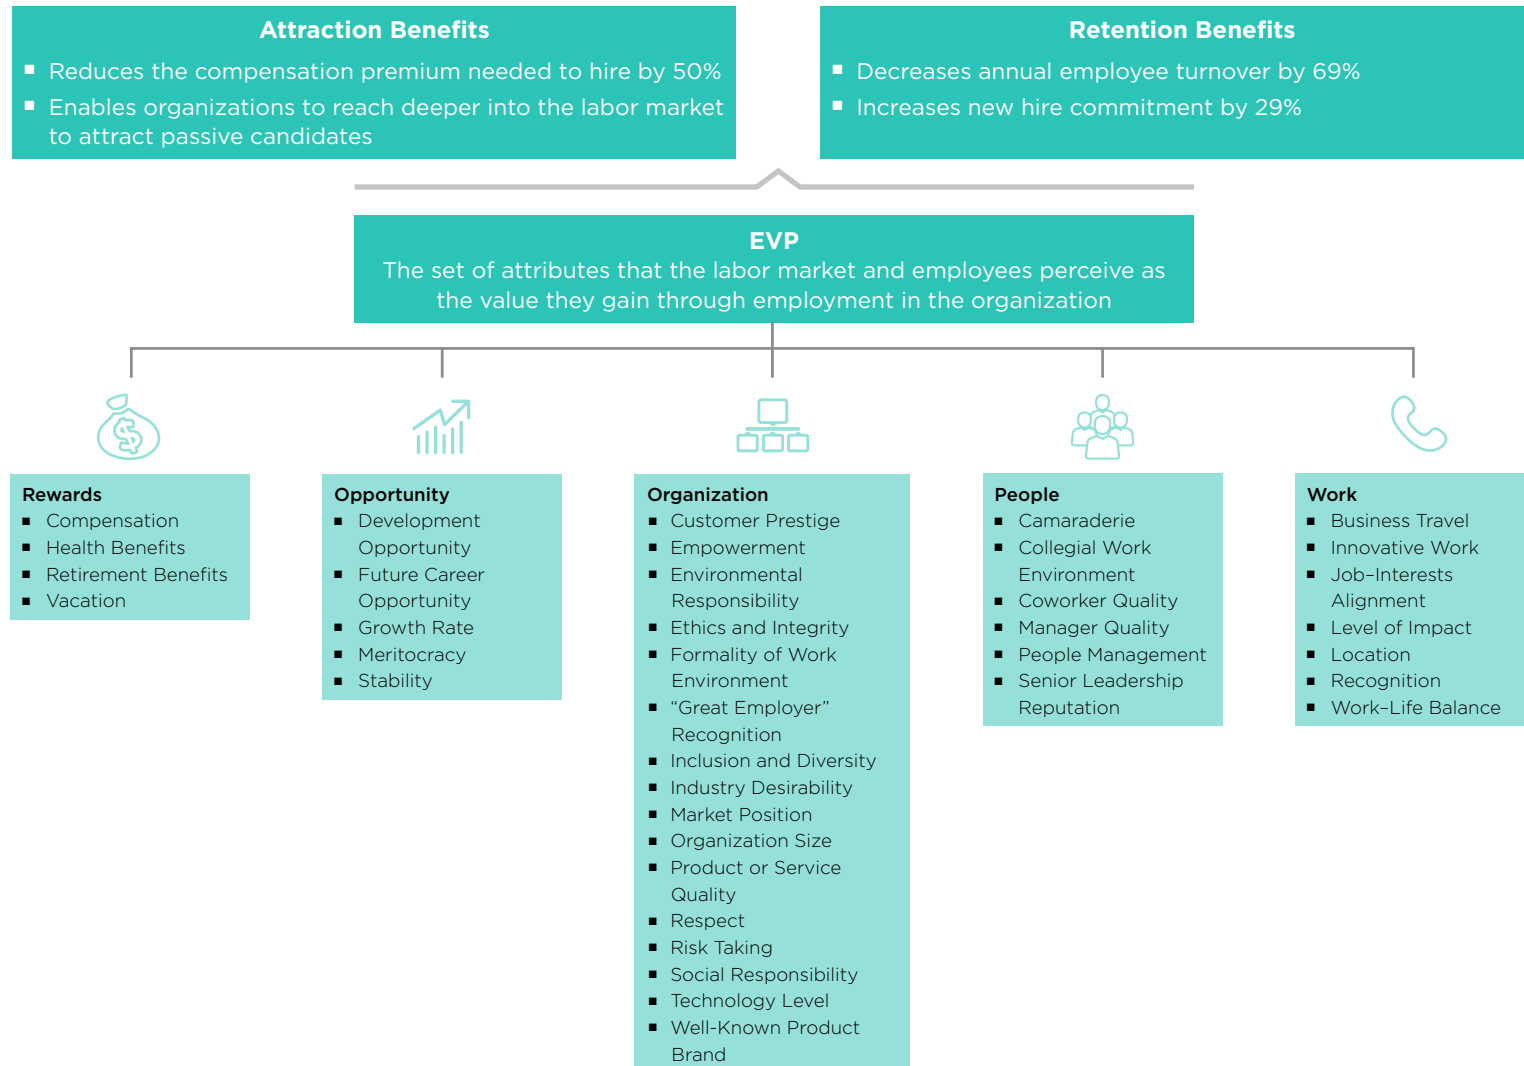 Attraction Benefits
▪ Reduces the compensation premium needed to hire by 50%
▪ Enables organizations to reach deeper into the labor market
to attract passive candidates
Retention Benefits
▪ Decreases annual employee turnover by 69%
▪ Increases new hire commitment by 29%
EVP
The set of attributes that the labor market and employees perceive as
the value they gain through employment in the organization
$
Rewards
▪ Compensation
▪ Health Benefits
▪ Retirement Benefits
▪ Vacation
Opportunity
▪ Development
Opportunity
▪ Future Career
Opportunity
▪ Growth Rate
▪ Meritocracy
▪ Stability
Organization
▪ Customer Prestige
▪ Empowerment
▪ Environmental
Responsibility
▪ Ethics and Integrity
▪ Formality of Work
Environment
▪ “Great Employer”
Recognition
▪ Inclusion and Diversity
▪ Industry Desirability
▪ Market Position
▪ Organization Size
▪ Product or Service
Quality
▪ Respect
▪ Risk Taking
▪ Social Responsibility
▪ Technology Level
▪ Well-Known Product
Brand
People
▪ Camaraderie
▪ Collegial Work
Environment
▪ Coworker Quality
▪ Manager Quality
▪ People Management
▪ Senior Leadership
Reputation
Work
▪ Business Travel
▪ Innovative Work
▪ Job–Interests
Alignment
▪ Level of Impact
▪ Location
▪ Recognition
▪ Work–Life Balance